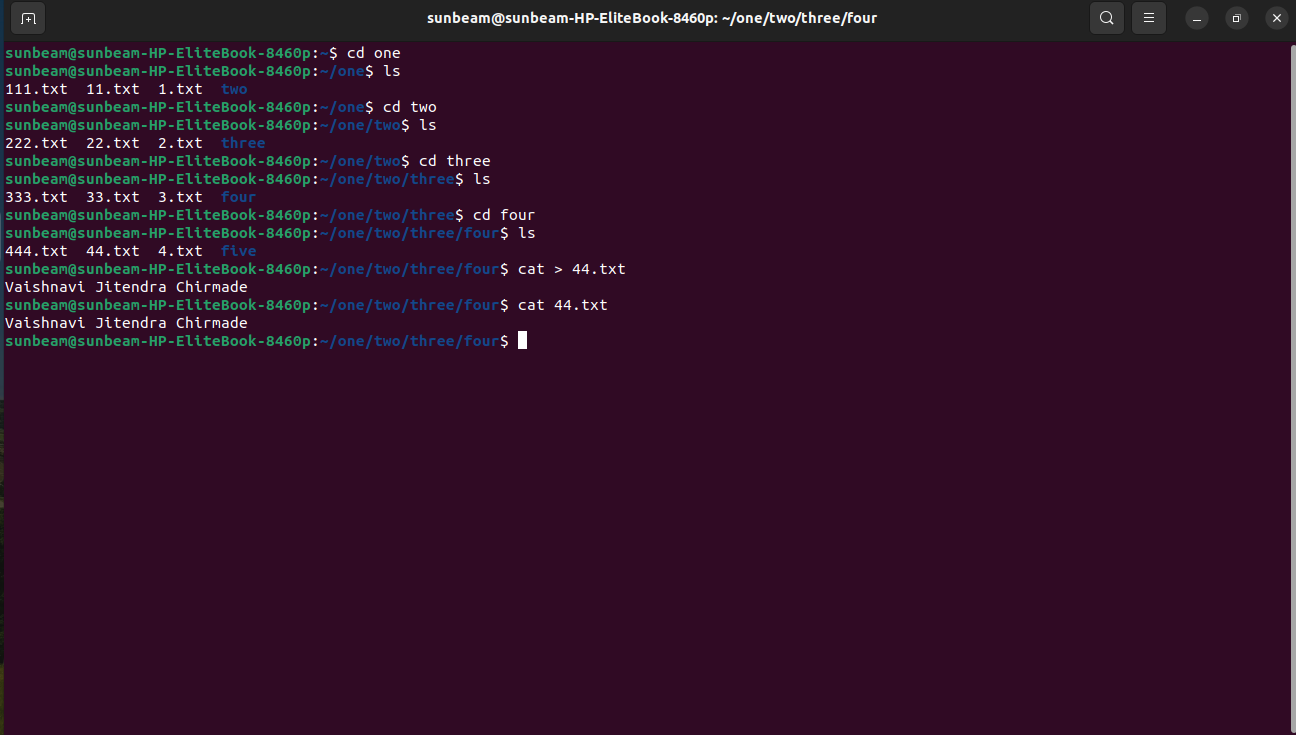 sunbeam@sunbeam-HP-EliteBook-8460p: ~/one/two/three/four
sunbeam@sunbeam-HP-EliteBook-8460p:~$ cd one
sunbeam@sunbeam-HP-EliteBook-8460p:~/one$ ls
111.txt  11.txt  1.txt  two
sunbeam@sunbeam-HP-EliteBook-8460p:~/one$ cd two
sunbeam@sunbeam-HP-EliteBook-8460p:~/one/two$ ls
222.txt  22.txt  2.txt  three
sunbeam@sunbeam-HP-EliteBook-8460p:~/one/two$ cd three
sunbeam@sunbeam-HP-EliteBook-8460p:~/one/two/three$ ls
333.txt  33.txt  3.txt  four
sunbeam@sunbeam-HP-EliteBook-8460p:~/one/two/three$ cd four
sunbeam@sunbeam-HP-EliteBook-8460p:~/one/two/three/four$ ls
444.txt  44.txt  4.txt  five
sunbeam@sunbeam-HP-EliteBook-8460p:~/one/two/three/four$ cat > 44.txt
Vaishnavi Jitendra Chirmade
sunbeam@sunbeam-HP-EliteBook-8460p:~/one/two/three/four$ cat 44.txt
Vaishnavi Jitendra Chirmade
sunbeam@sunbeam-HP-EliteBook-8460p:~/one/two/three/four$